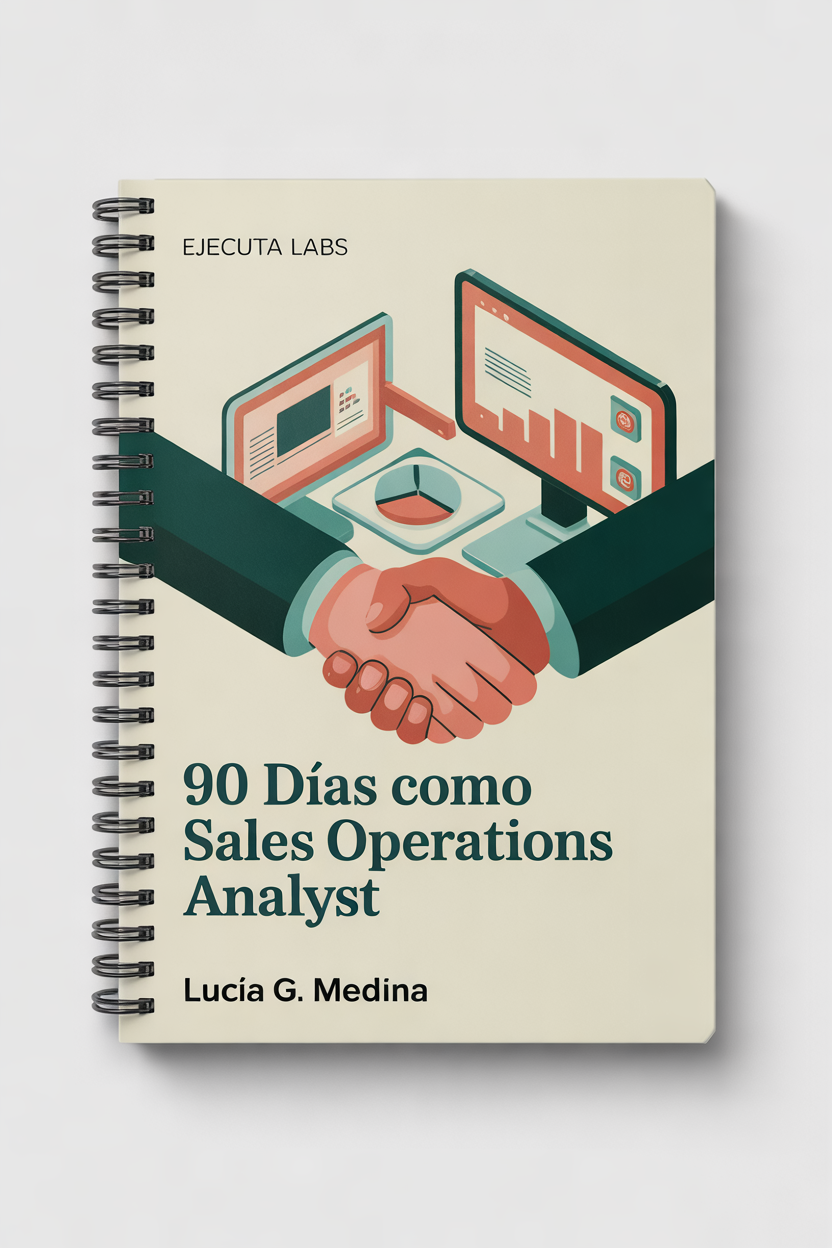 EJECUTA LABS
90 Días como
Sales Operations
Analyst
Lucía G. Medina